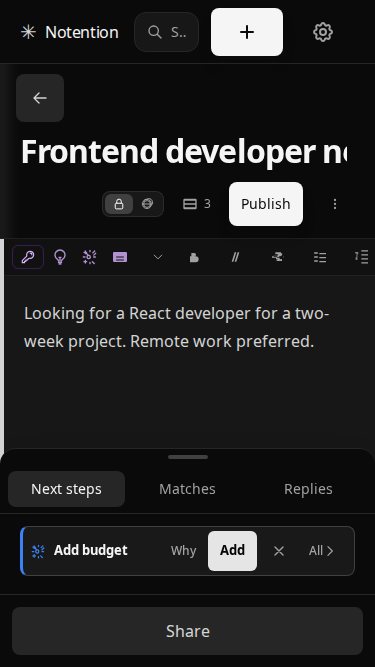 Notention
S..
Frontend developer n
3
Publish
Looking for a React developer for a two-
week project. Remote work preferred.
Next steps
Matches
Replies
Add budget
Why
Add
All
Share